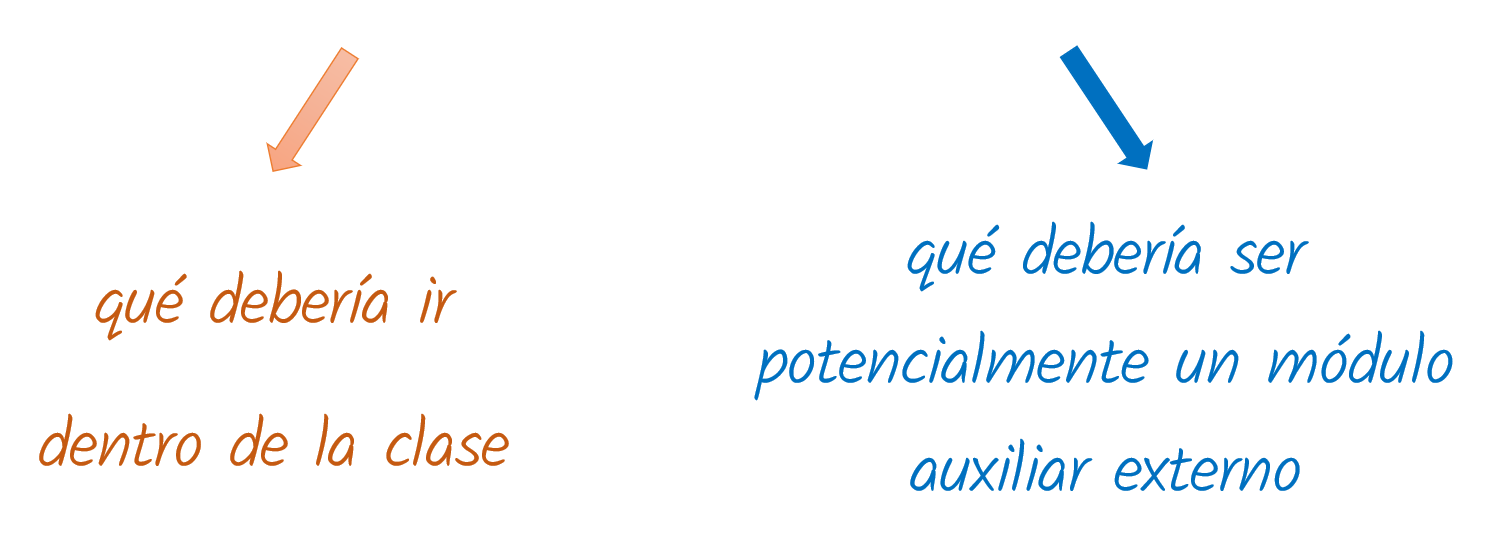 qué debería ir
dentro de la clase
qué debería ser
potencialmente un módulo
auxiliar externo